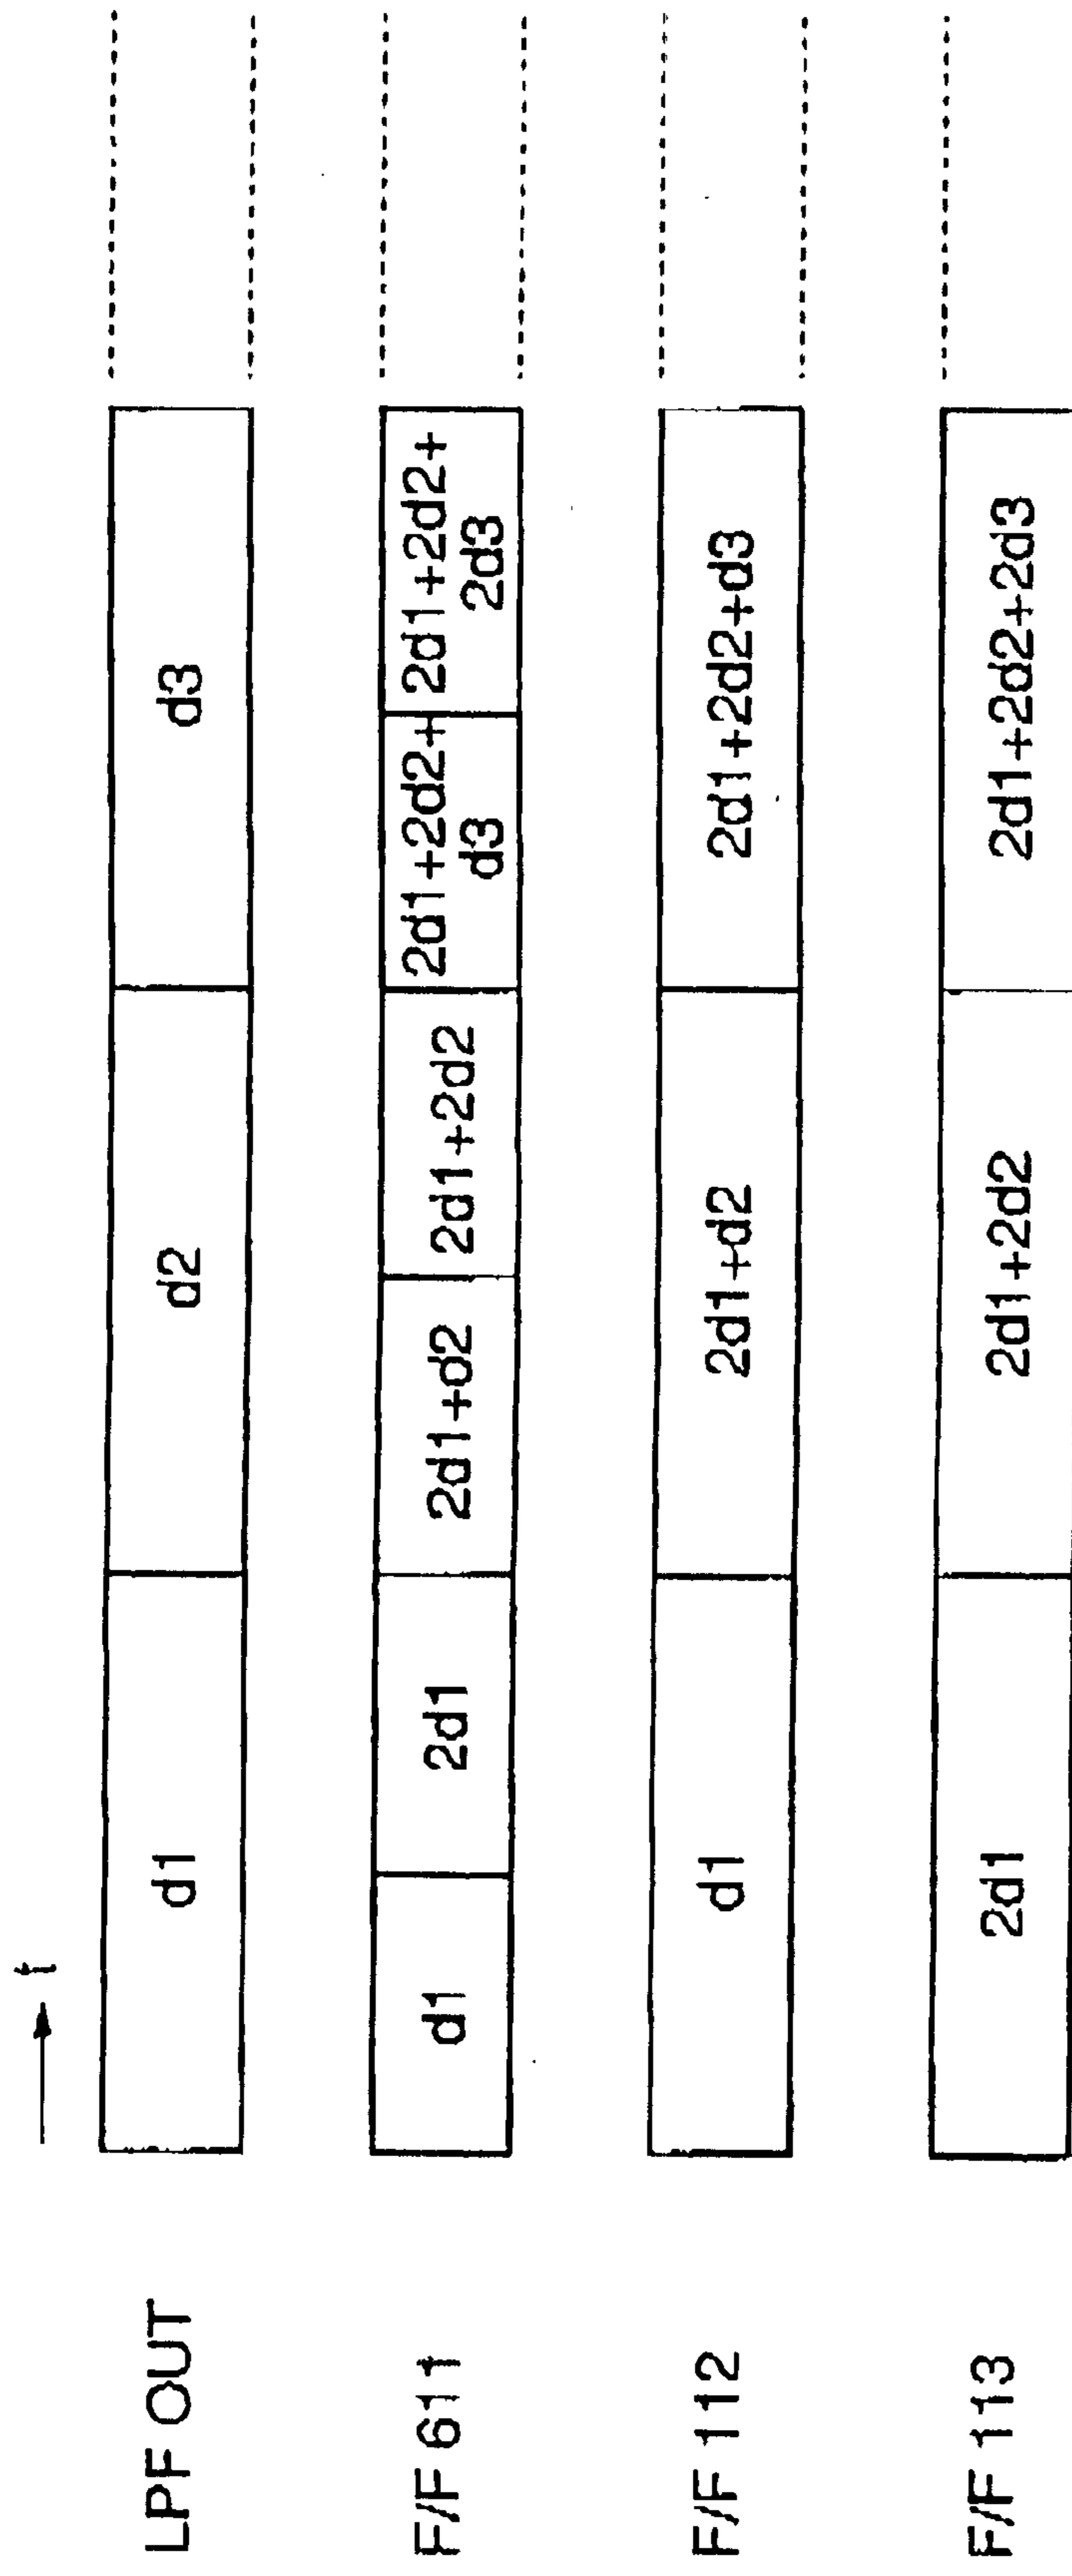 t
LPF OUT
d1
d2
d3
F/F 611
d1
2d1
2d1+d2
2d1+2d2
2d1+2d2+
d3
2d1+2d2+
2d3
F/F 112
d1
2d1+d2
2d1+2d2+d3
F/F 113
2d1
2d1+2d2
2d1+2d2+2d3